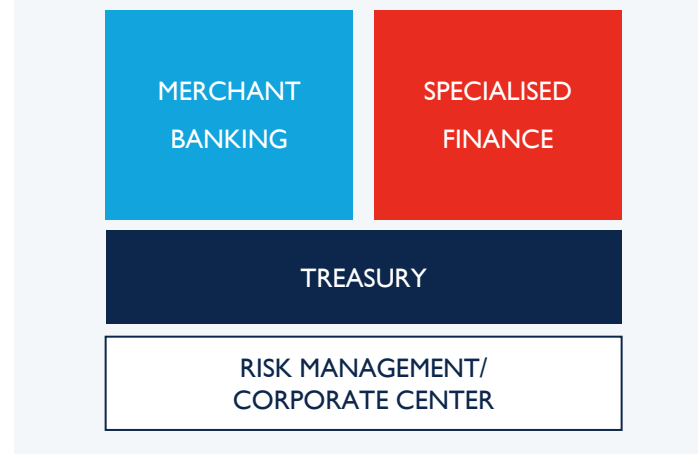 MERCHANT
BANKING
SPECIALISED
FINANCE
TREASURY
RISK MANAGEMENT/
CORPORATE CENTER